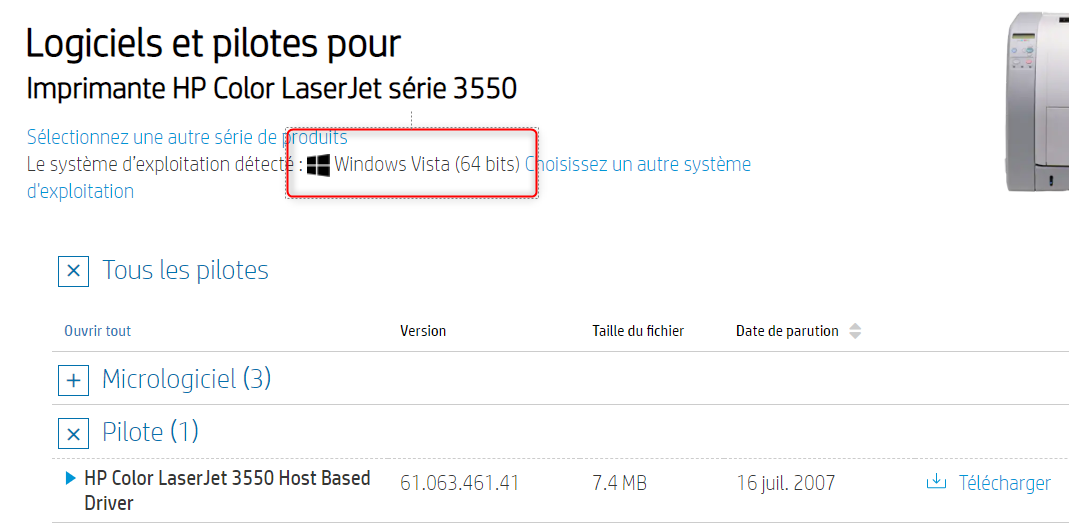 Logiciels et pilotes pour
Imprimante HP Color LaserJet série 3550
Sélectionnez une autre série de produits
Le système d'exploitation détecté : Windows Vista (64 bits) Choisissez un autre système
d'exploitation
Tous les pilotes
Ouvrir tout Version Taille du fichier Date de parution
Micrologiciel (3)
Pilote (1)
HP Color LaserJet 3550 Host Based 61.063.461.41 7.4 MB 16 juil. 2007 Télécharger
Driver